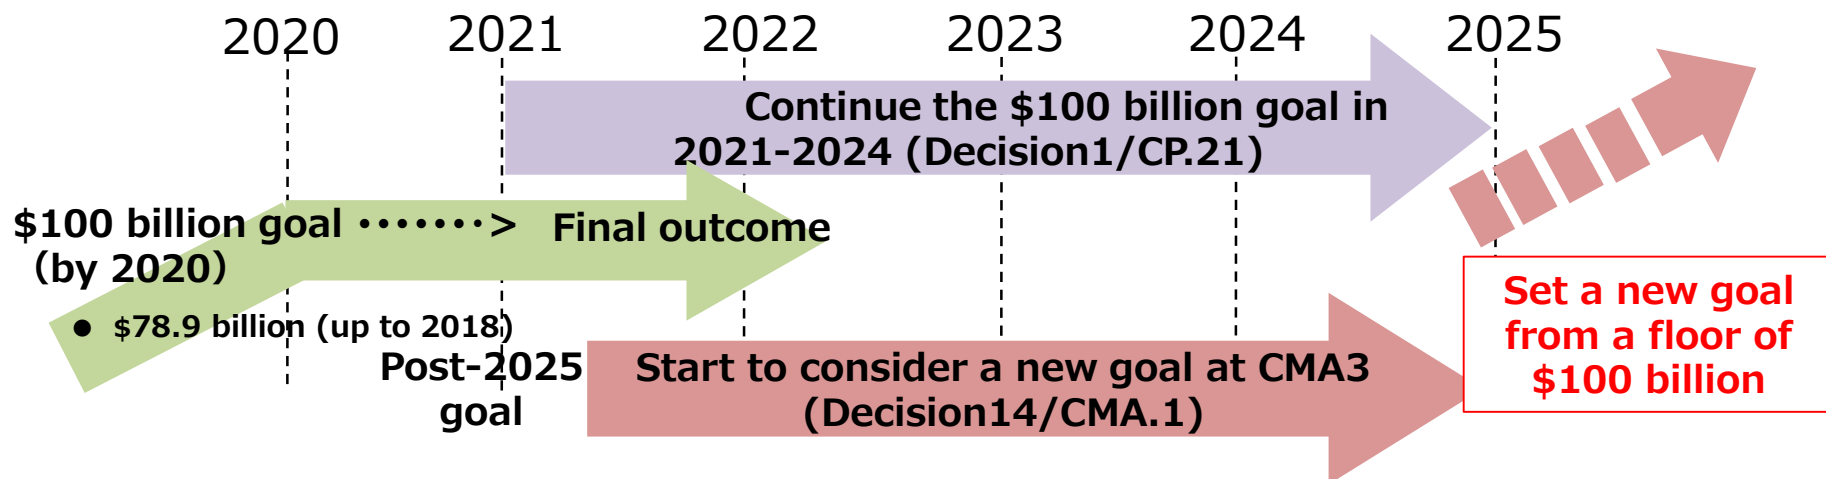 2020 2021 2022 2023 2024 2025
Continue the $100 billion goal in
2021-2024 (Decision1/CP.21)
$100 billion goal ･･･････> Final outcome
（by 2020）
● $78.9 billion (up to 2018)
Post-2025
goal
Start to consider a new goal at CMA3
(Decision14/CMA.1)
Set a new goal
from a floor of
$100 billion